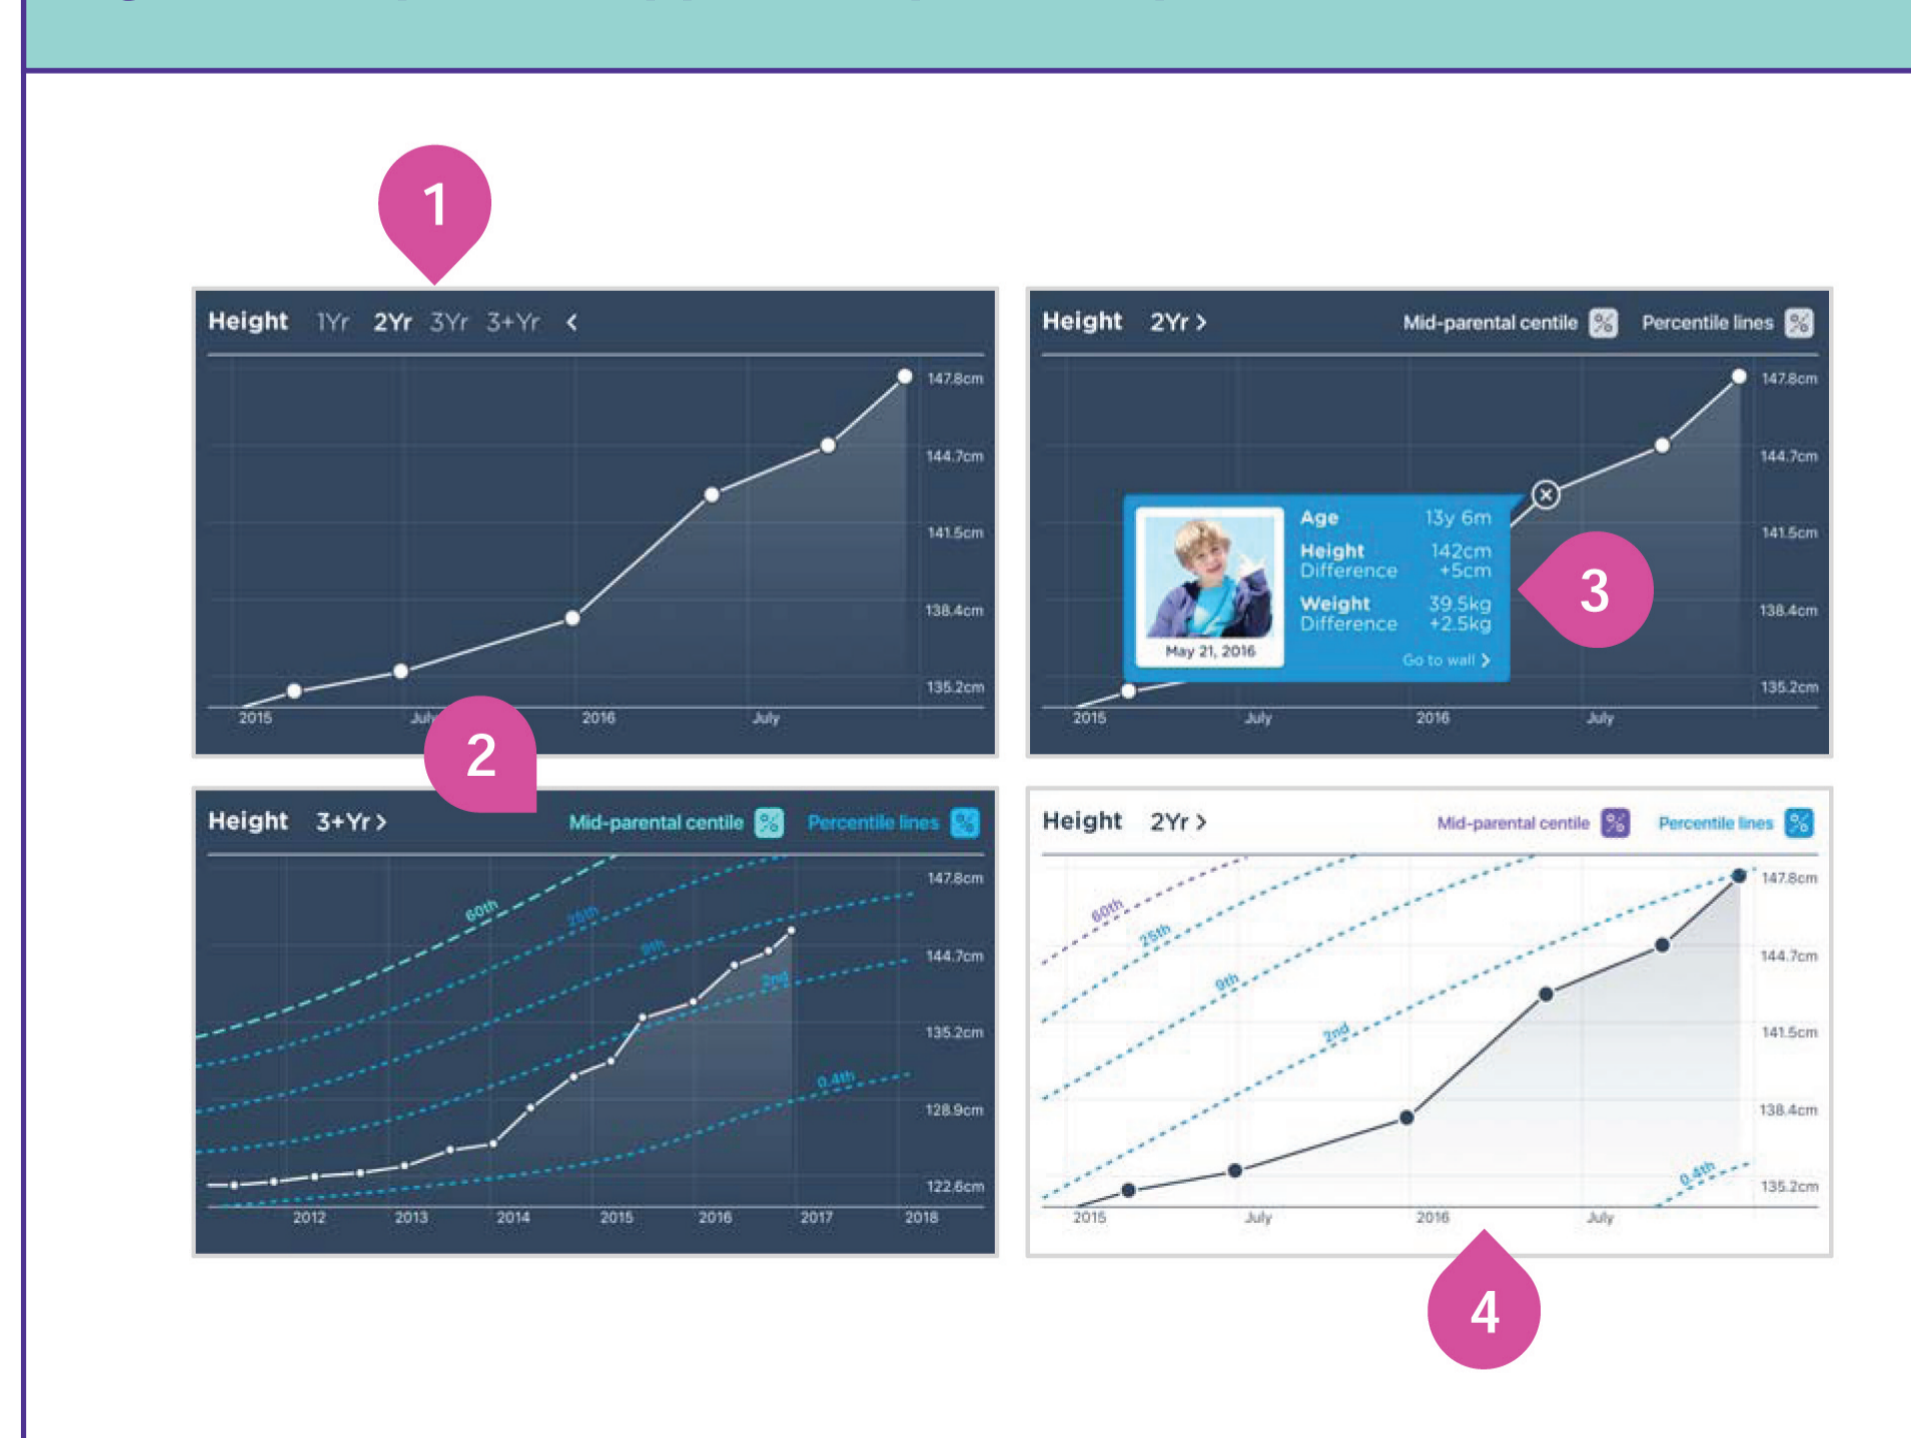 1
Height 1Yr 2Yr 3Yr 3+Yr <
147.8cm
144.7cm
141.5cm
138.4cm
135.2cm
2015 July 2016 July
Height 2Yr > Mid-parental centile % Percentile lines %
147.8cm
144.7cm
141.5cm
138.4cm
135.2cm
Age 13y 6m
Height 142cm
Difference +5cm
Weight 39.5kg
Difference +2.5kg
May 21, 2016
Go to wall >
3
2015 July 2016 July
2
Height 3+Yr > Mid-parental centile % Percentile lines %
147.8cm
144.7cm
135.2cm
128.9cm
122.6cm
60th
25th
9th
2nd
0.4th
2012 2013 2014 2015 2016 2017 2018
Height 2Yr > Mid-parental centile % Percentile lines %
147.8cm
144.7cm
141.5cm
138.4cm
135.2cm
60th
25th
9th
2nd
0.4th
2015 July 2016 July
4